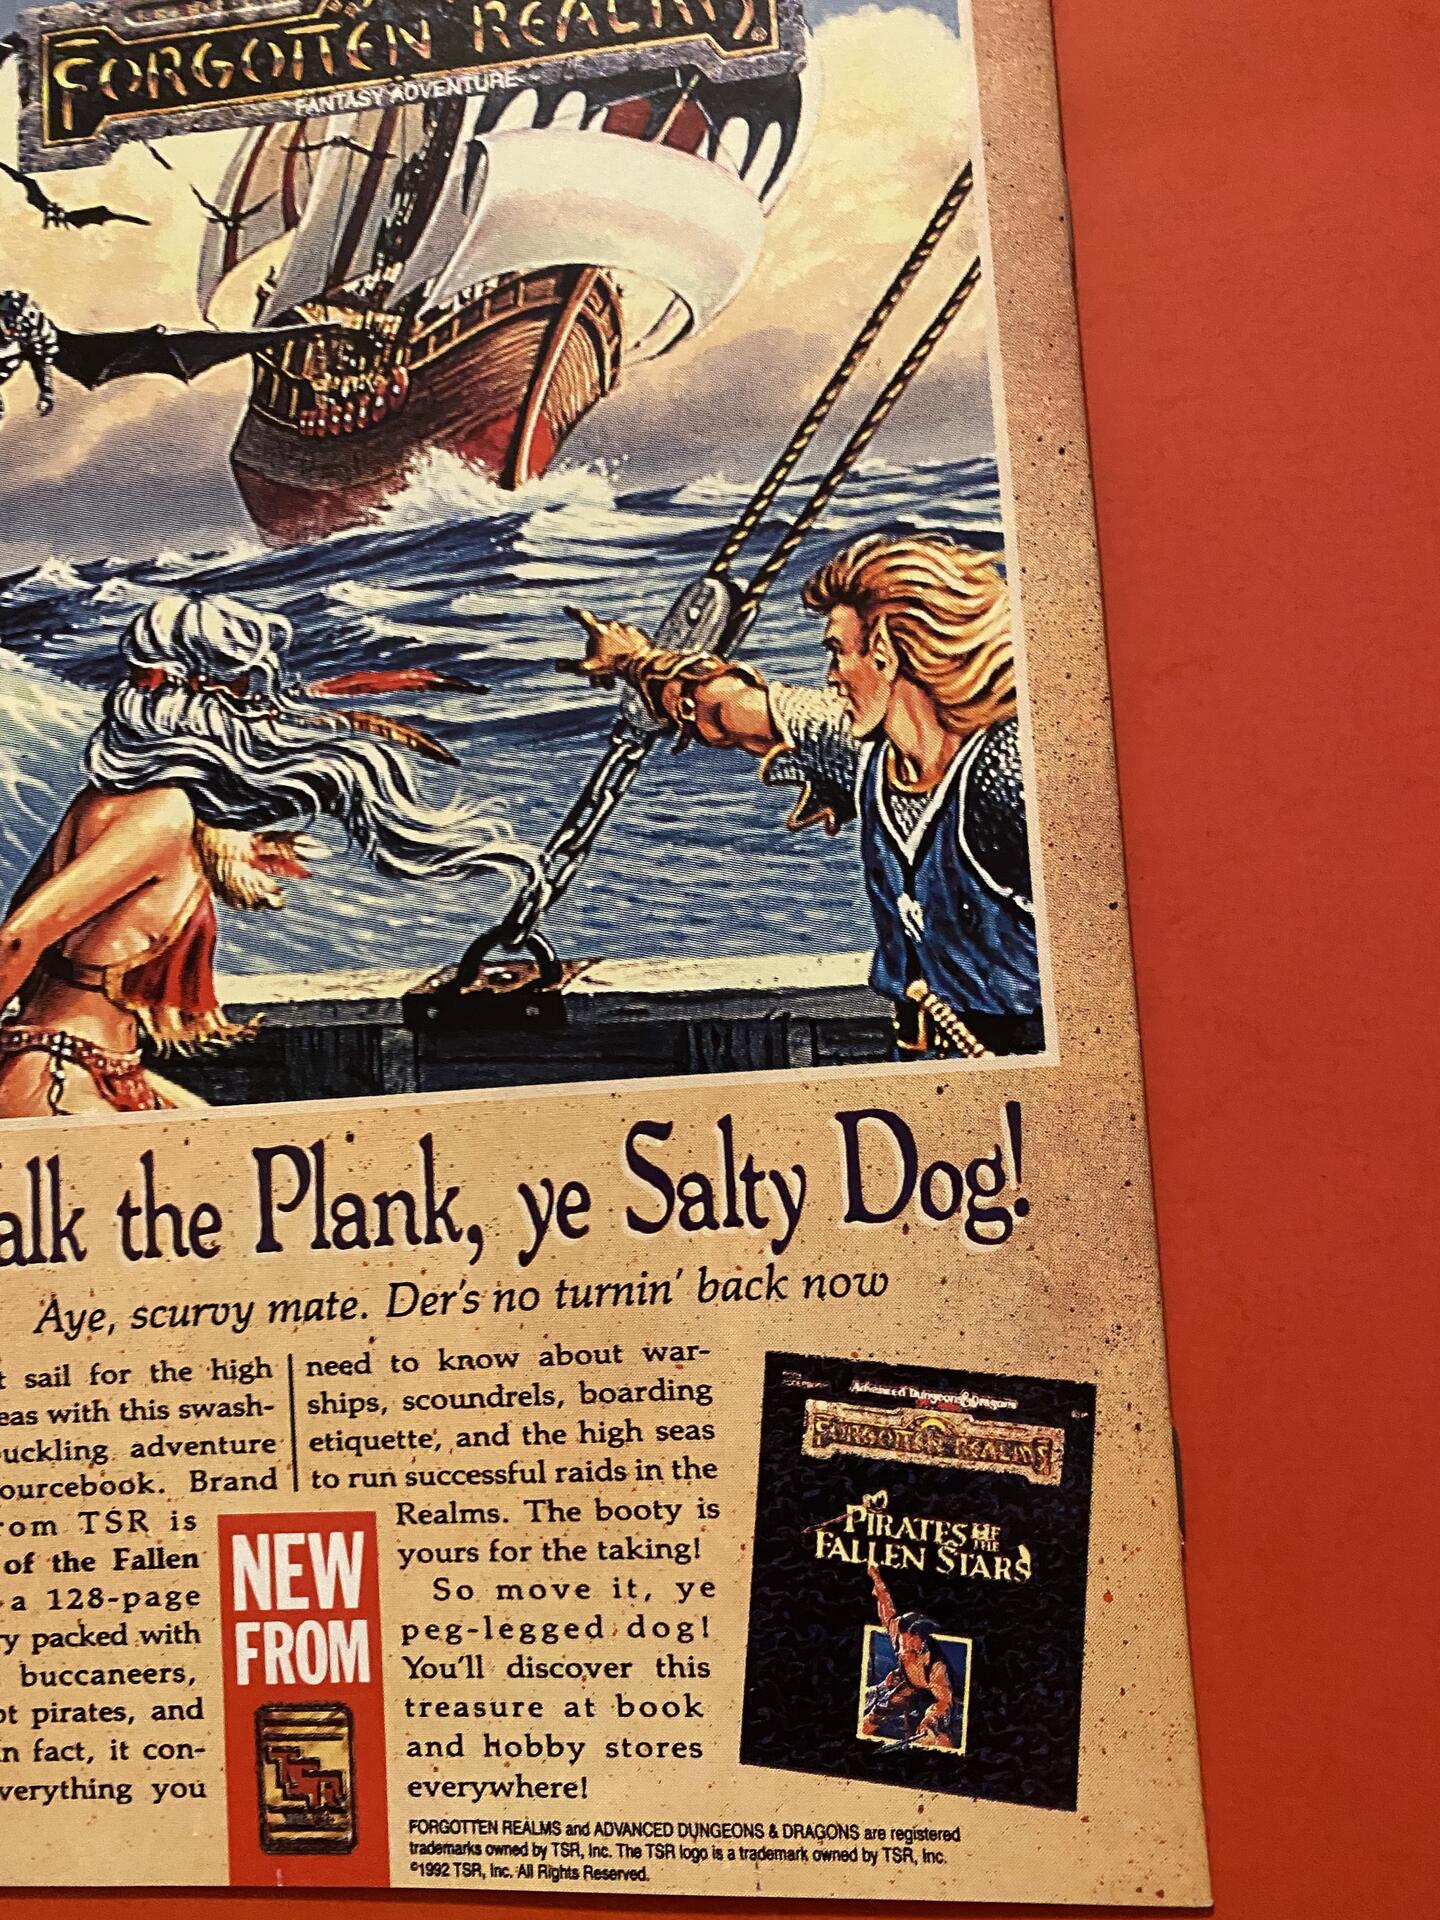 FORGOTTEN REALMS®
FANTASY ADVENTURE
alk the Plank, ye Salty Dog!
Aye, scurvy mate. Der's no turnin' back now
t sail for the high
eas with this swash-
uckling adventure
ourcebook. Brand
rom TSR is
of the Fallen
a 128-page
ry packed with
buccaneers,
ot pirates, and
n fact, it con-
verything you
need to know about war-
ships, scoundrels, boarding
etiquette, and the high seas
to run successful raids in the
Realms. The booty is
yours for the taking!
So move it, ye
peg-legged dog!
You'll discover this
treasure at book
and hobby stores
everywhere!
NEW
FROM
Advanced Dungeons & Dragons
FORGOTTEN REALMS
PIRATES OF
THE
FALLEN STARS
FORGOTTEN REALMS and ADVANCED DUNGEONS & DRAGONS are registered
trademarks owned by TSR, Inc. The TSR logo is a trademark owned by TSR, Inc.
©1992 TSR, Inc. All Rights Reserved.